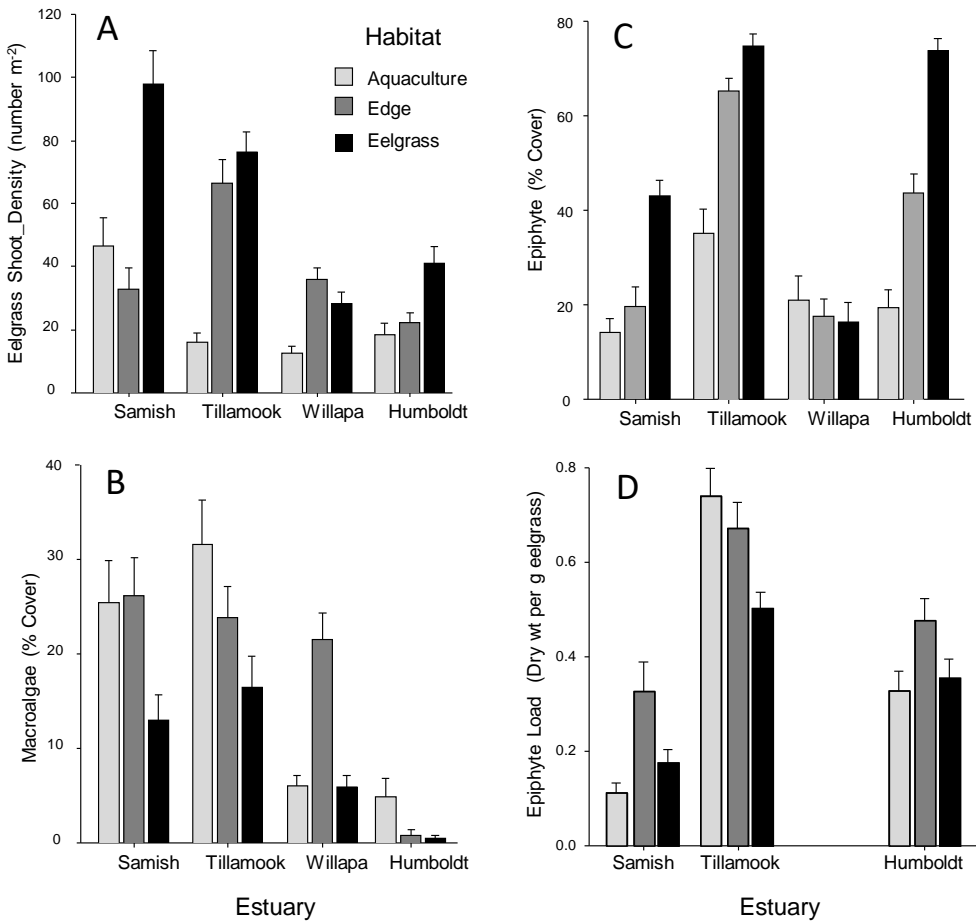 A
Habitat
Aquaculture
Edge
Eelgrass
Eelgrass Shoot_Density (number m⁻²)
120
100
80
60
40
20
0
Samish Tillamook Willapa Humboldt
C
Epiphyte (% Cover)
80
60
40
20
0
Samish Tillamook Willapa Humboldt
B
Macroalgae (% Cover)
40
30
20
10
0
Samish Tillamook Willapa Humboldt
Estuary
D
Epiphyte Load (Dry wt per g eelgrass)
0.8
0.6
0.4
0.2
0.0
Samish Tillamook Humboldt
Estuary